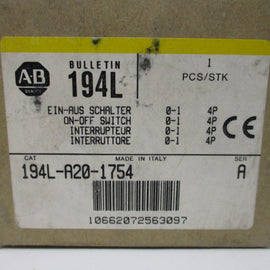 AB
BULLETIN
194L
1
PCS/STK
EIN-AUS SCHALTER 0-1 4P
ON-OFF SWITCH 0-1 4P
INTERRUPTEUR 0-1 4P
INTERRUTTORE 0-1 4P
CE
CAT MADE IN ITALY SER
194L-A20-1754 A
10662072563097